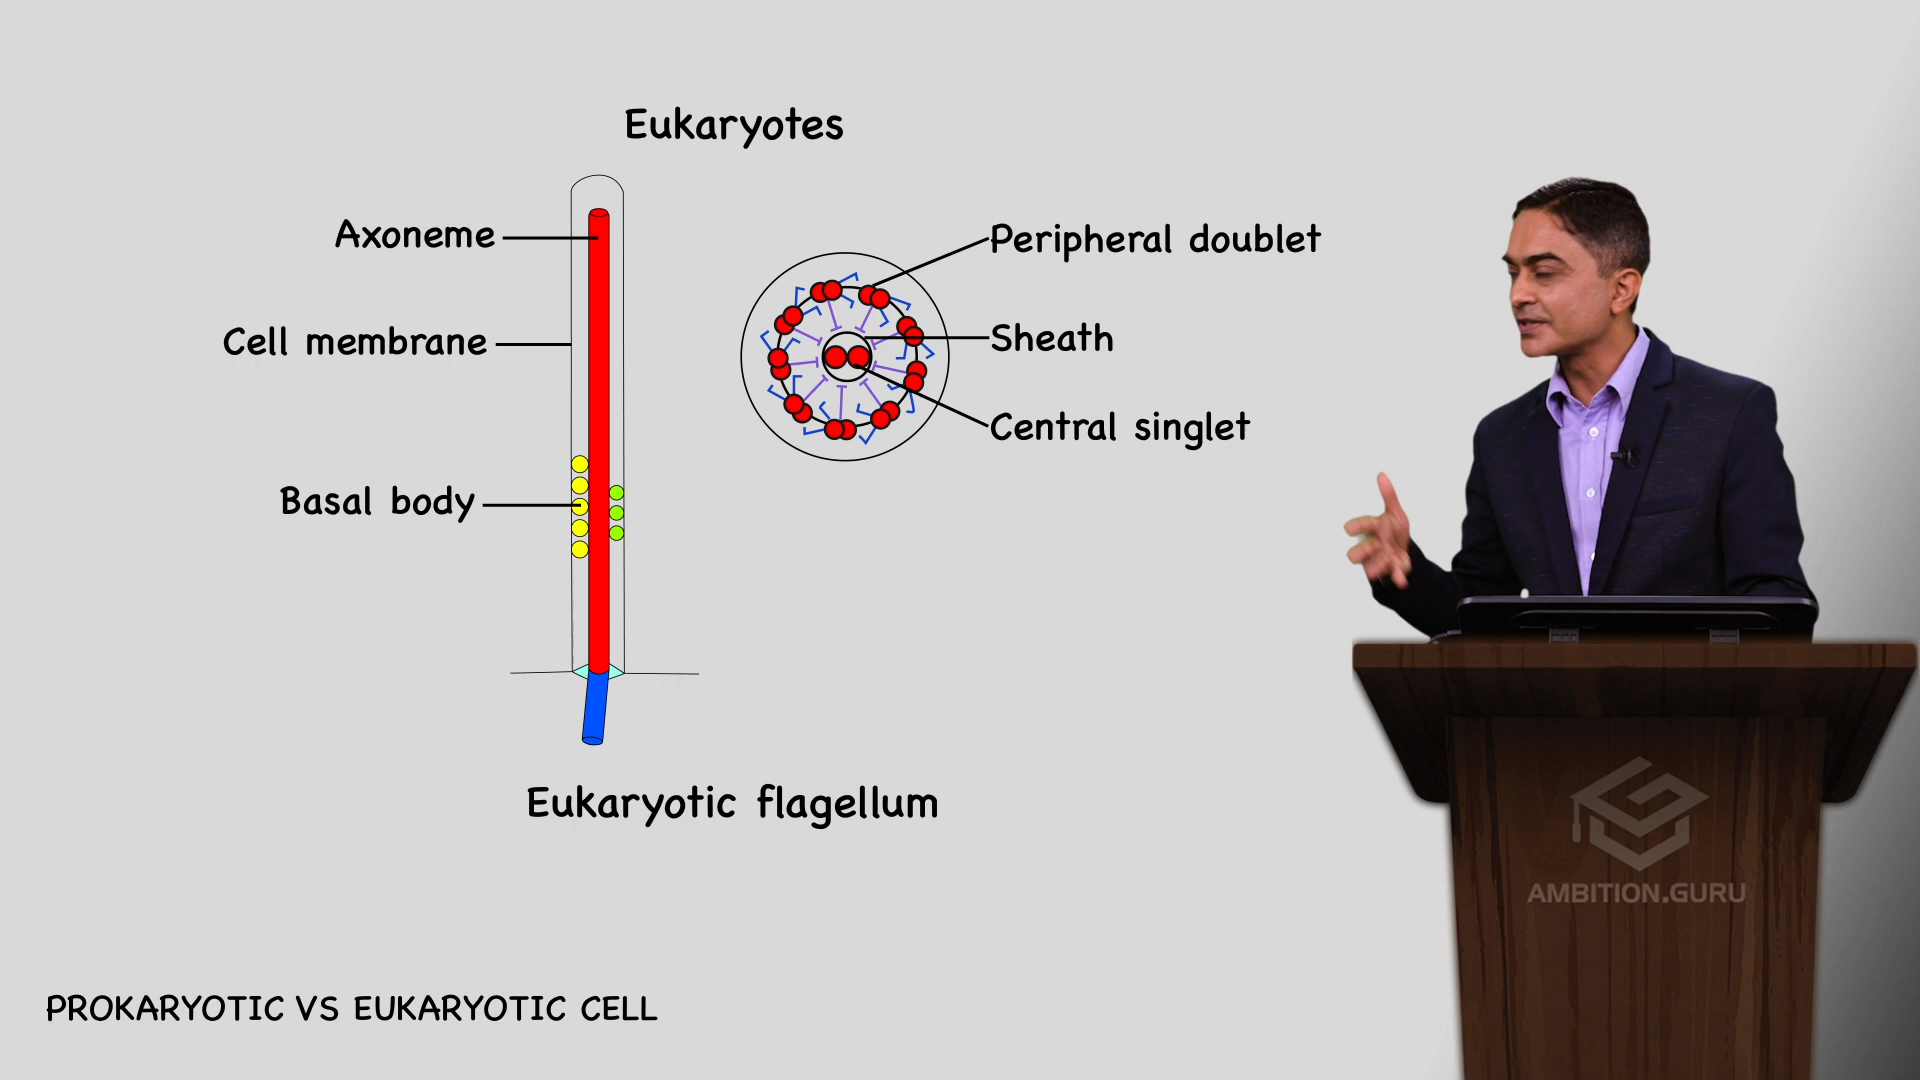 Eukaryotes
Axoneme
Cell membrane
Basal body
Peripheral doublet
Sheath
Central singlet
Eukaryotic flagellum
AMBITION.GURU
PROKARYOTIC VS EUKARYOTIC CELL